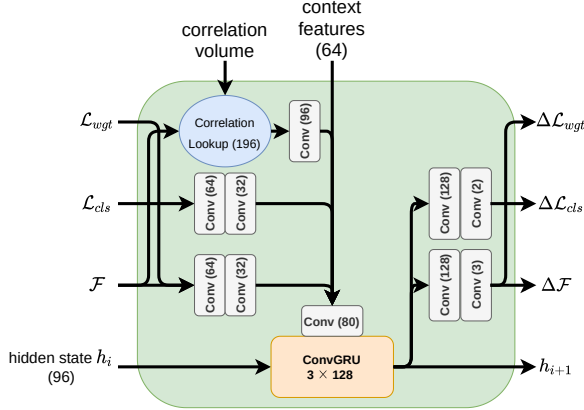 correlation
volume
context
features
(64)
$\mathcal{L}_{wgt}$
Correlation
Lookup (196)
Conv (96)
$\Delta\mathcal{L}_{wgt}$
$\mathcal{L}_{cls}$
Conv (64)
Conv (32)
Conv (128)
Conv (2)
$\Delta\mathcal{L}_{cls}$
$\mathcal{F}$
Conv (64)
Conv (32)
Conv (128)
Conv (3)
$\Delta\mathcal{F}$
Conv (80)
hidden state $h_i$
(96)
ConvGRU
3 × 128
$h_{i+1}$